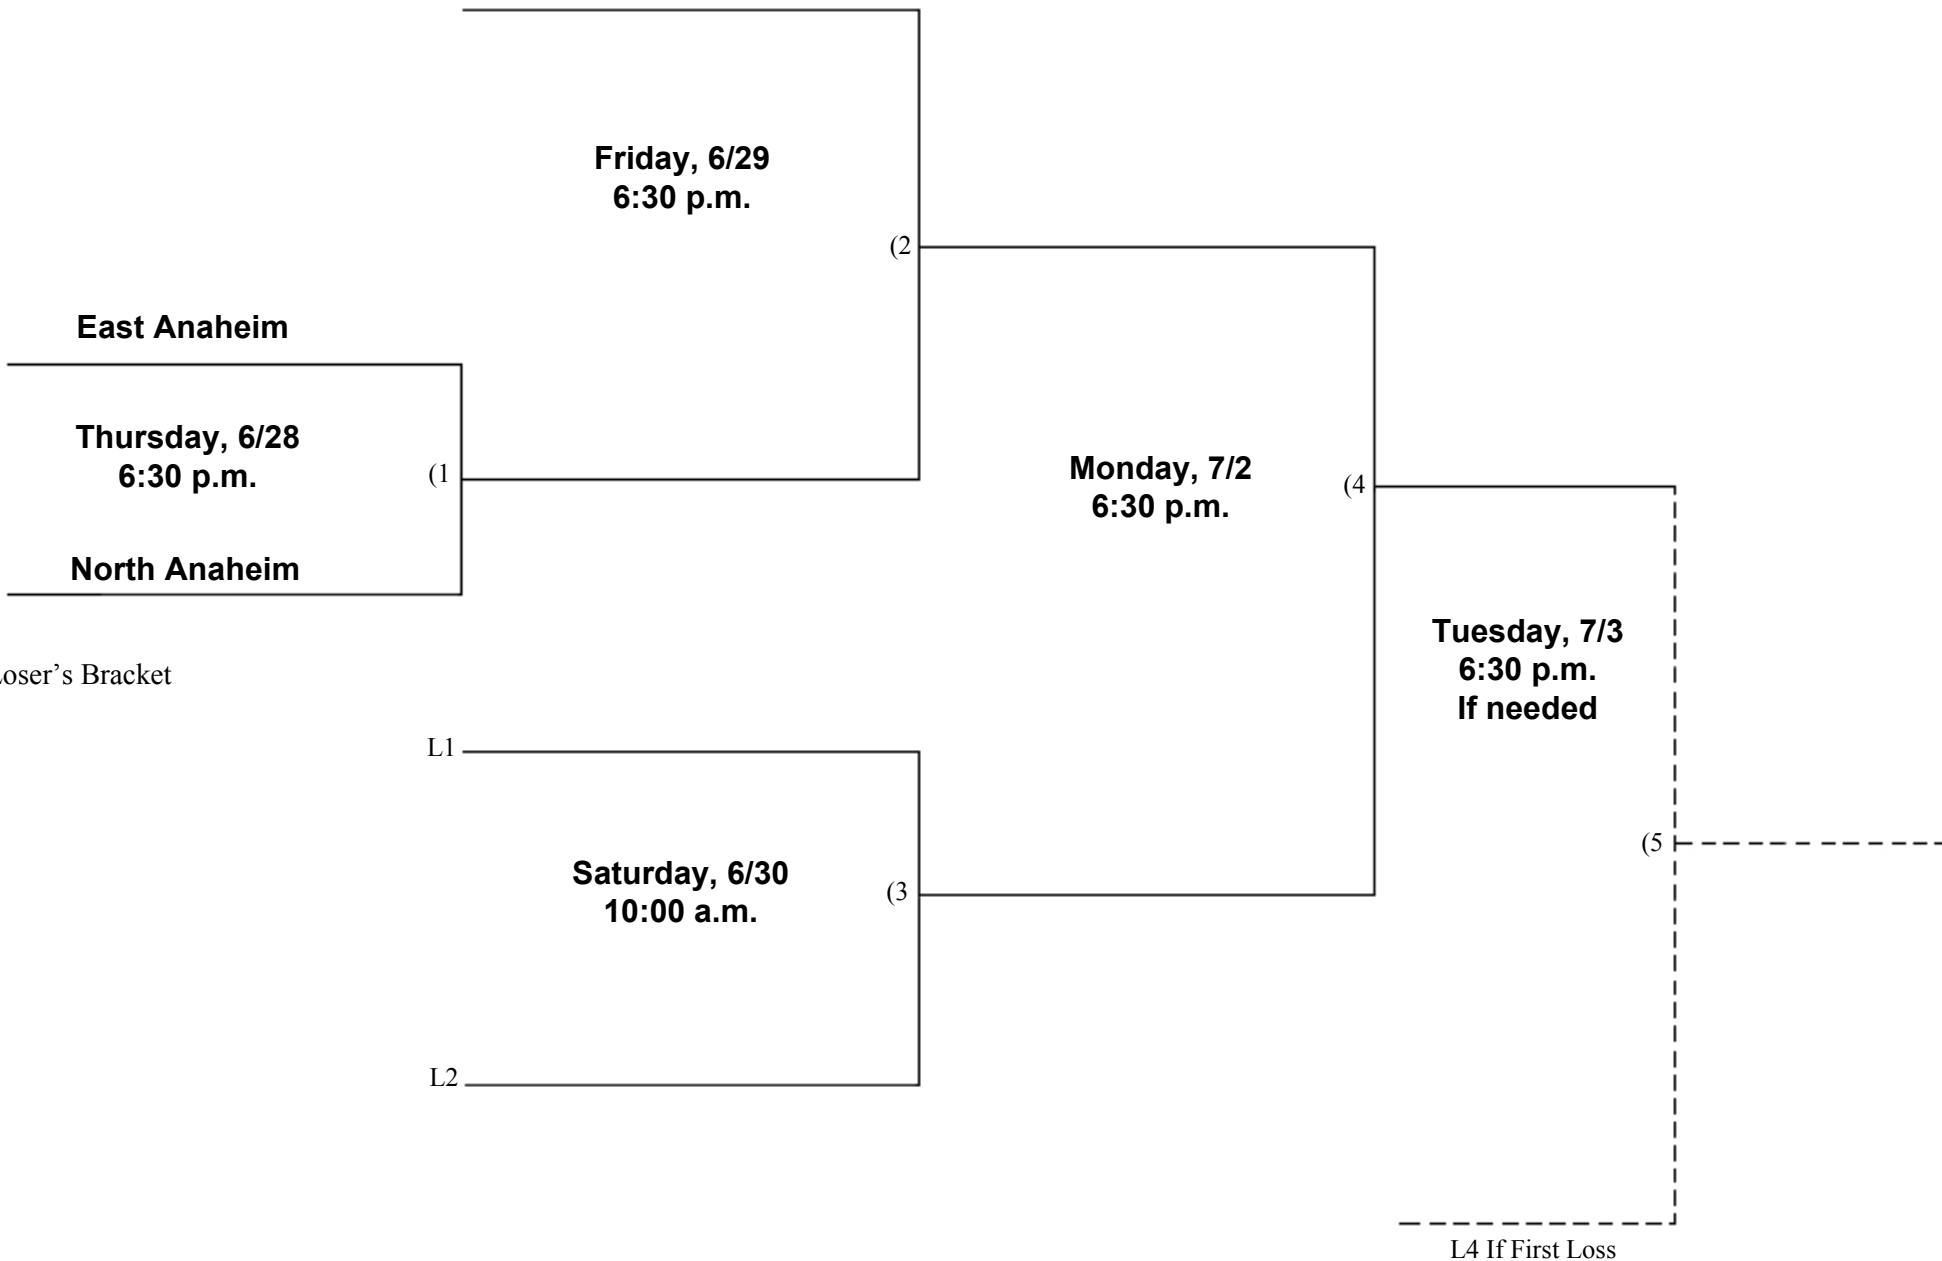 Friday, 6/29
6:30 p.m.
(2
East Anaheim
Thursday, 6/28
6:30 p.m.
(1
North Anaheim
Monday, 7/2
6:30 p.m.
(4
Tuesday, 7/3
6:30 p.m.
If needed
oser’s Bracket
L1
Saturday, 6/30
10:00 a.m.
(3
(5
L2
L4 If First Loss